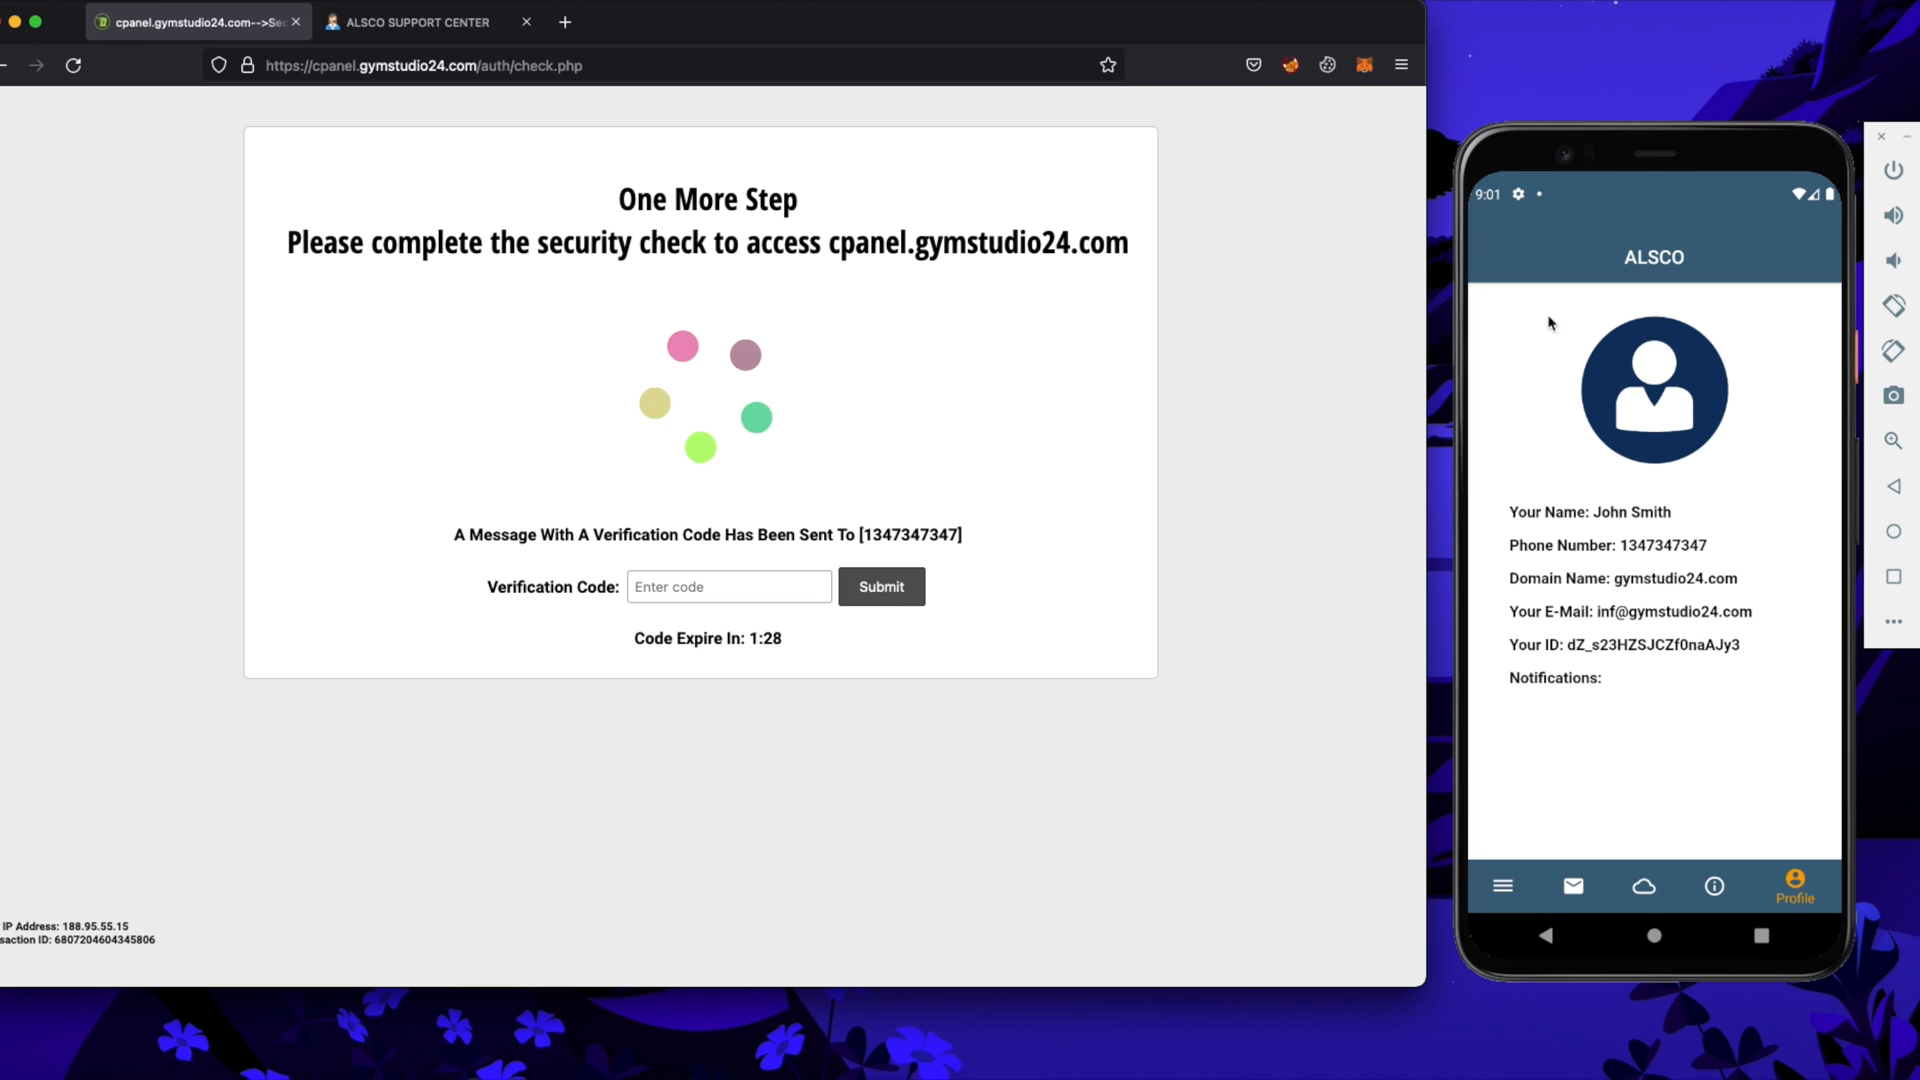 cpanel.gymstudio24.com-->Sec
ALSCO SUPPORT CENTER
https://cpanel.gymstudio24.com/auth/check.php
One More Step
Please complete the security check to access cpanel.gymstudio24.com
A Message With A Verification Code Has Been Sent To [1347347347]
Verification Code:
Enter code
Submit
Code Expire In: 1:28
IP Address: 188.95.55.15
saction ID: 6807204604345806
9:01
ALSCO
Your Name: John Smith
Phone Number: 1347347347
Domain Name: gymstudio24.com
Your E-Mail: inf@gymstudio24.com
Your ID: dZ_s23HZSJCZf0naAJy3
Notifications:
Profile